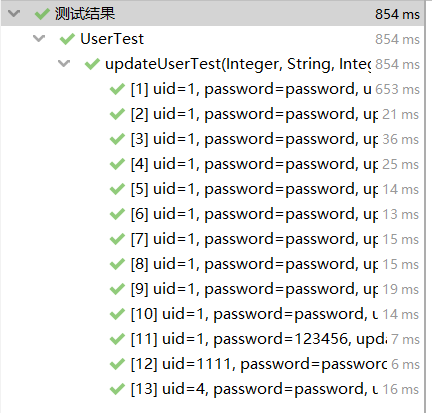 测试结果 854 ms
UserTest 854 ms
updateUserTest(Integer, String, Inte 854 ms
[1] uid=1, password=password, u 653 ms
[2] uid=1, password=password, up 21 ms
[3] uid=1, password=password, up 36 ms
[4] uid=1, password=password, up 25 ms
[5] uid=1, password=password, up 14 ms
[6] uid=1, password=password, up 13 ms
[7] uid=1, password=password, up 15 ms
[8] uid=1, password=password, up 15 ms
[9] uid=1, password=password, up 19 ms
[10] uid=1, password=password, u 14 ms
[11] uid=1, password=123456, upda 7 ms
[12] uid=1111, password=password 6 ms
[13] uid=4, password=password, u 16 ms